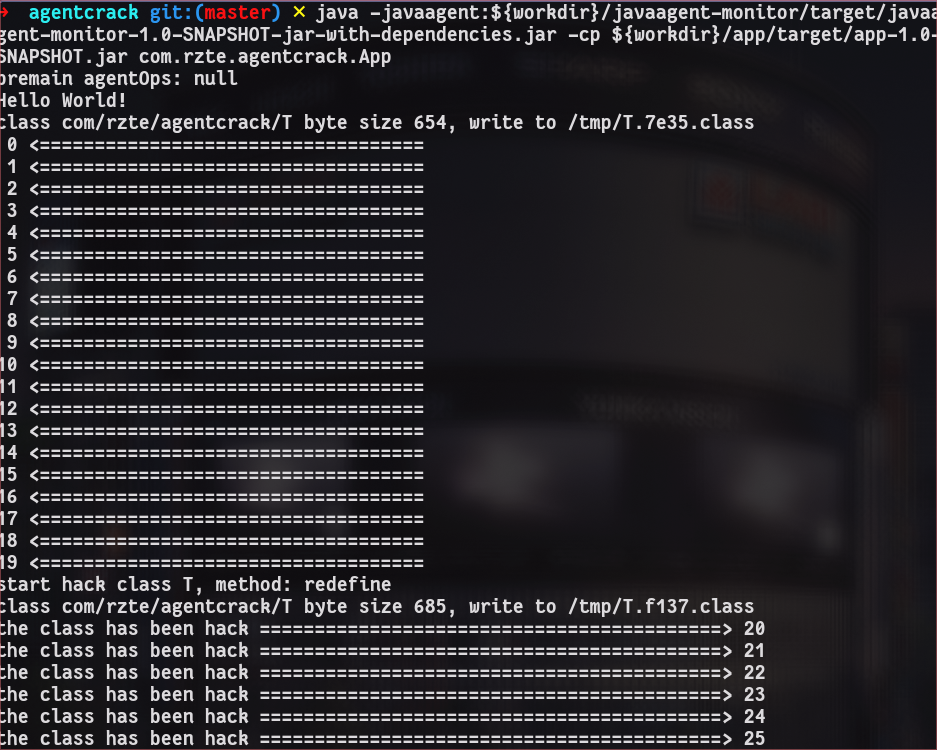 ➜ agentcrack git:(master) ✗ java -javaagent:${workdir}/javaagent-monitor/target/javaa
gent-monitor-1.0-SNAPSHOT-jar-with-dependencies.jar -cp ${workdir}/app/target/app-1.0-
SNAPSHOT.jar com.rzte.agentcrack.App
premain agentOps: null
Hello World!
class com/rzte/agentcrack/T byte size 654, write to /tmp/T.7e35.class
0 <===================================
1 <===================================
2 <===================================
3 <===================================
4 <===================================
5 <===================================
6 <===================================
7 <===================================
8 <===================================
9 <===================================
10 <===================================
11 <===================================
12 <===================================
13 <===================================
14 <===================================
15 <===================================
16 <===================================
17 <===================================
18 <===================================
19 <===================================
start hack class T, method: redefine
class com/rzte/agentcrack/T byte size 685, write to /tmp/T.f137.class
the class has been hack ==========================================> 20
the class has been hack ==========================================> 21
the class has been hack ==========================================> 22
the class has been hack ==========================================> 23
the class has been hack ==========================================> 24
the class has been hack ==========================================> 25